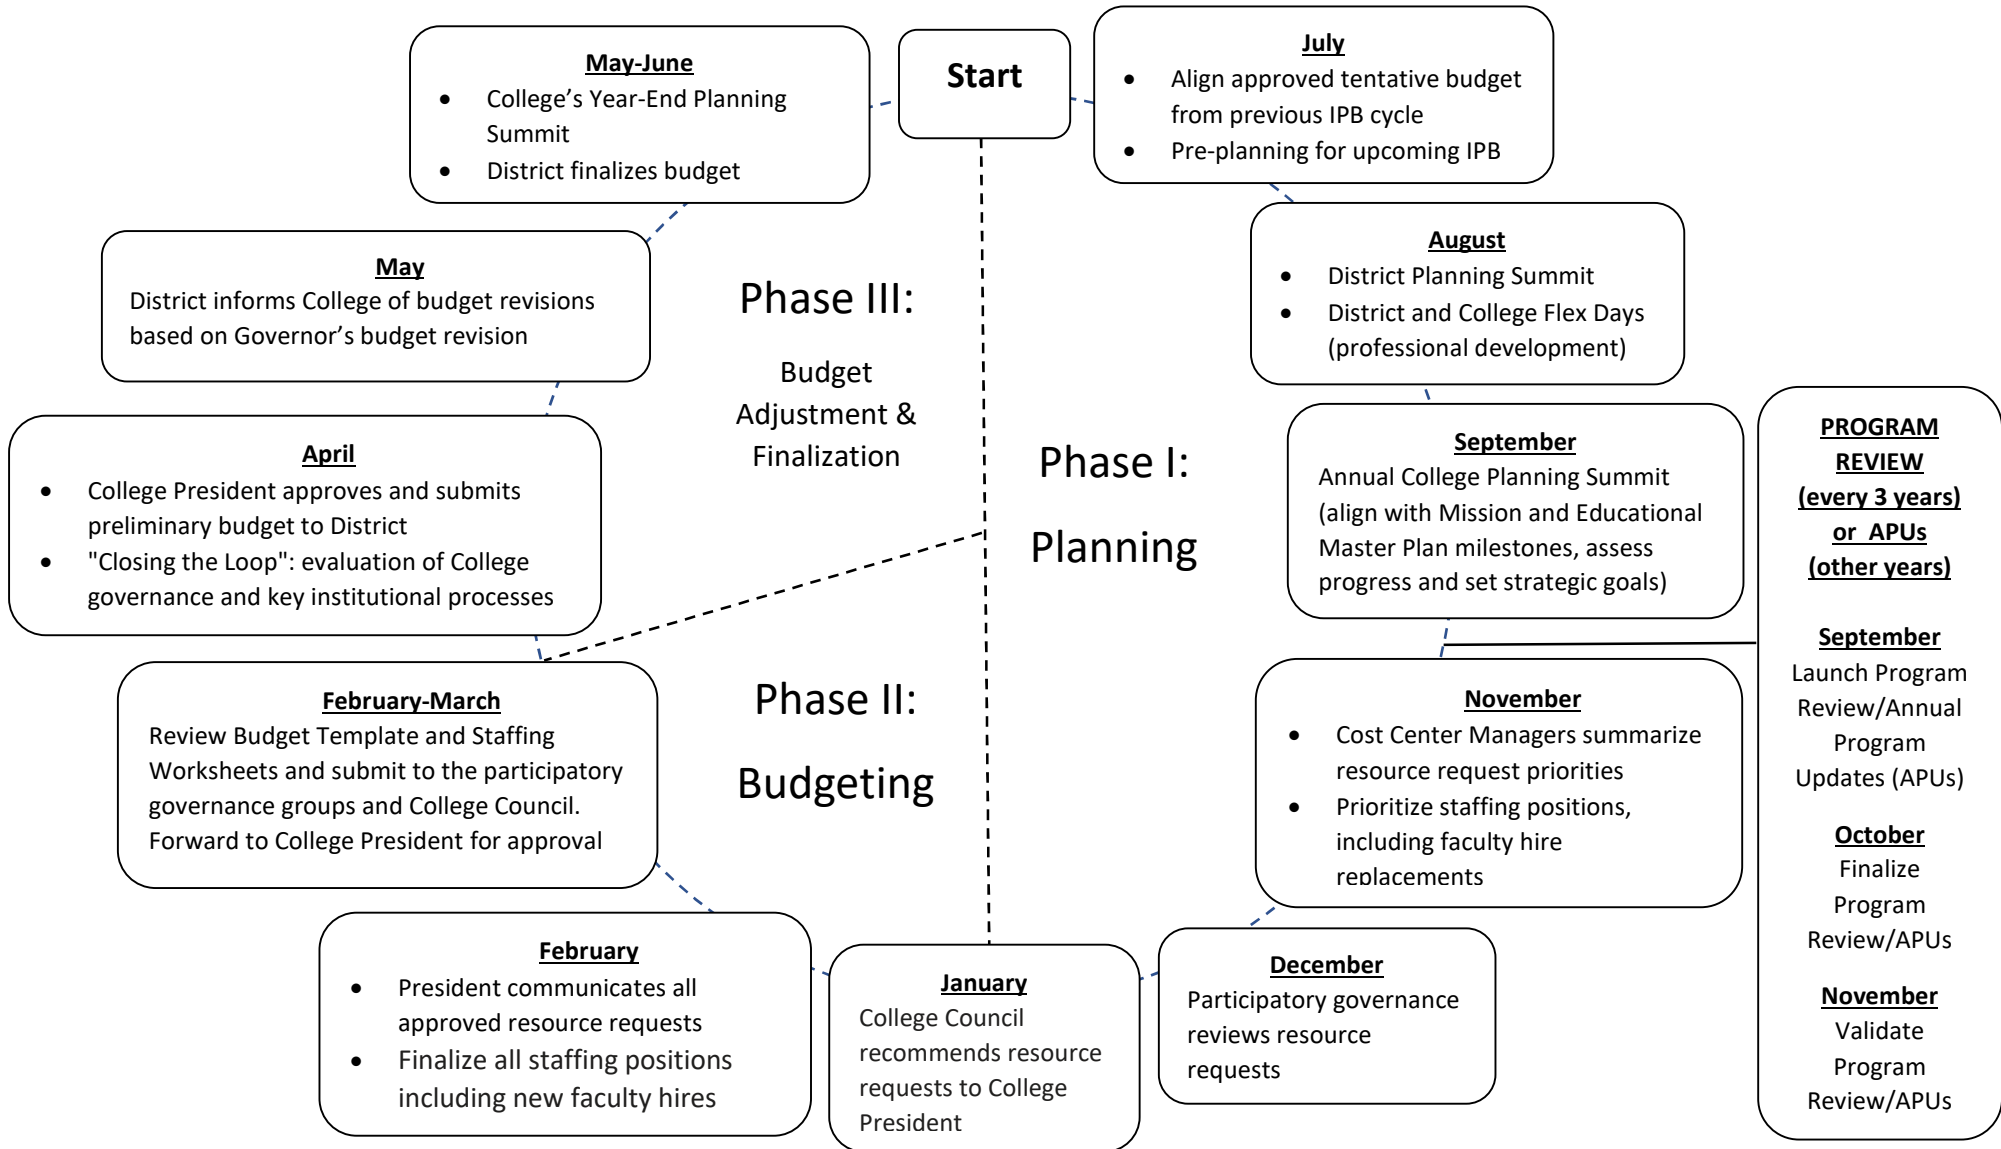 Start
July
• Align approved tentative budget
from previous IPB cycle
• Pre-planning for upcoming IPB
August
• District Planning Summit
• District and College Flex Days
(professional development)
September
Annual College Planning Summit
(align with Mission and Educational
Master Plan milestones, assess
progress and set strategic goals)
PROGRAM
REVIEW
(every 3 years)
or APUs
(other years)
September
Launch Program
Review/Annual
Program
Updates (APUs)
October
Finalize
Program
Review/APUs
November
Validate
Program
Review/APUs
November
• Cost Center Managers summarize
resource request priorities
• Prioritize staffing positions,
including faculty hire
replacements
December
Participatory governance
reviews resource
requests
January
College Council
recommends resource
requests to College
President
February
• President communicates all
approved resource requests
• Finalize all staffing positions
including new faculty hires
February-March
Review Budget Template and Staffing
Worksheets and submit to the participatory
governance groups and College Council.
Forward to College President for approval
April
• College President approves and submits
preliminary budget to District
• "Closing the Loop": evaluation of College
governance and key institutional processes
May
District informs College of budget revisions
based on Governor’s budget revision
May-June
• College’s Year-End Planning
Summit
• District finalizes budget
Phase I:
Planning
Phase II:
Budgeting
Phase III:
Budget
Adjustment &
Finalization